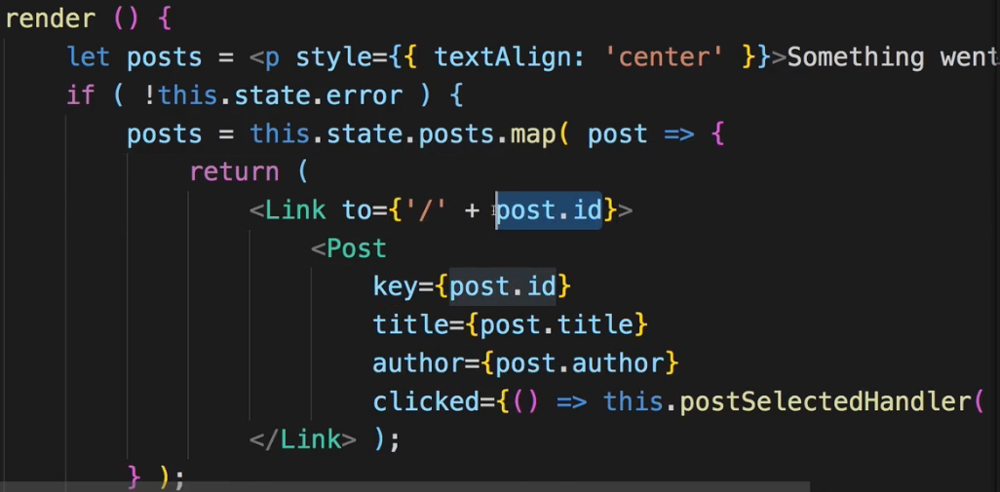 render () {
let posts = <p style={{ textAlign: 'center' }}>Something went
if ( !this.state.error ) {
posts = this.state.posts.map( post => {
return (
<Link to={'/' + post.id}>
<Post
key={post.id}
title={post.title}
author={post.author}
clicked={() => this.postSelectedHandler(
</Link> );
} );